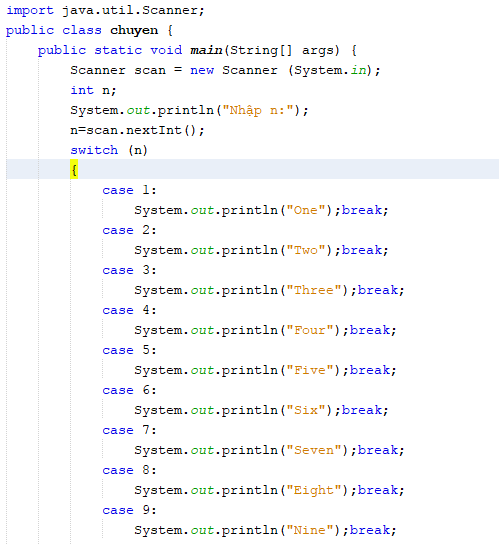 import java.util.Scanner;
public class chuyen {
    public static void main(String[] args) {
        Scanner scan = new Scanner (System.in);
        int n;
        System.out.println("Nhập n:");
        n=scan.nextInt();
        switch (n)
        {
            case 1:
                System.out.println("One");break;
            case 2:
                System.out.println("Two");break;
            case 3:
                System.out.println("Three");break;
            case 4:
                System.out.println("Four");break;
            case 5:
                System.out.println("Five");break;
            case 6:
                System.out.println("Six");break;
            case 7:
                System.out.println("Seven");break;
            case 8:
                System.out.println("Eight");break;
            case 9:
                System.out.println("Nine");break;